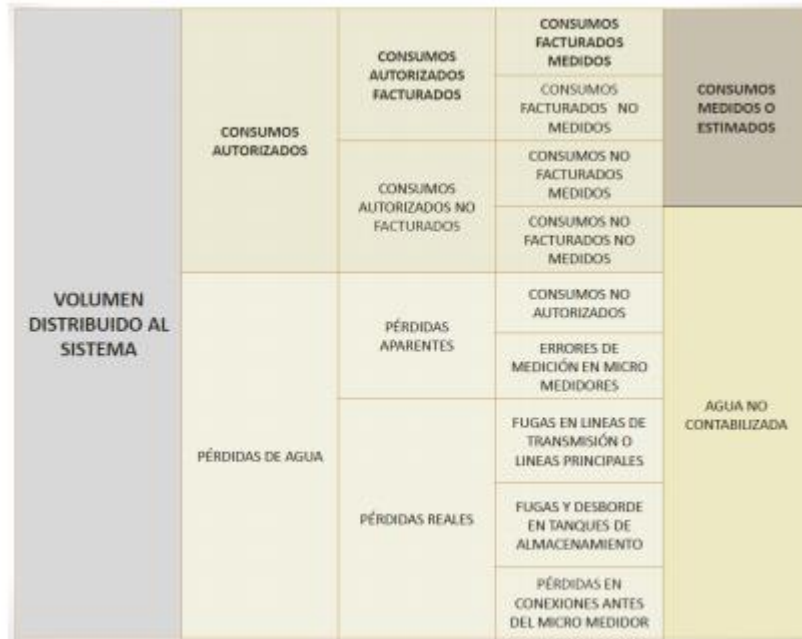 VOLUMEN
DISTRIBUIDO AL
SISTEMA
CONSUMOS
AUTORIZADOS
CONSUMOS
AUTORIZADOS
FACTURADOS
CONSUMOS
FACTURADOS
MEDIDOS
CONSUMOS
FACTURADOS NO
MEDIDOS
CONSUMOS
MEDIDOS O
ESTIMADOS
CONSUMOS
AUTORIZADOS NO
FACTURADOS
CONSUMOS NO
FACTURADOS
MEDIDOS
CONSUMOS NO
FACTURADOS NO
MEDIDOS
PÉRDIDAS DE AGUA
PÉRDIDAS
APARENTES
CONSUMOS NO
AUTORIZADOS
ERRORES DE
MEDICIÓN EN MICRO
MEDIDORES
PÉRDIDAS REALES
FUGAS EN LINEAS DE
TRANSMISIÓN O
LINEAS PRINCIPALES
FUGAS Y DESBORDE
EN TANQUES DE
ALMACENAMIENTO
PÉRDIDAS EN
CONEXIONES ANTES
DEL MICRO MEDIDOR
AGUA NO
CONTABILIZADA